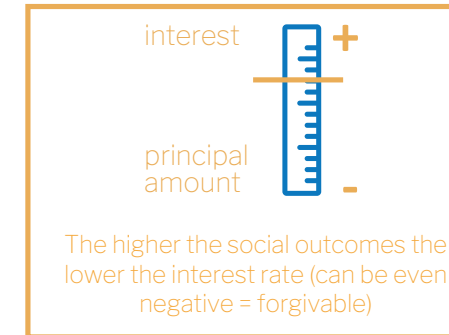 interest
+
principal
amount
-
The higher the social outcomes the
lower the interest rate (can be even
negative = forgivable)